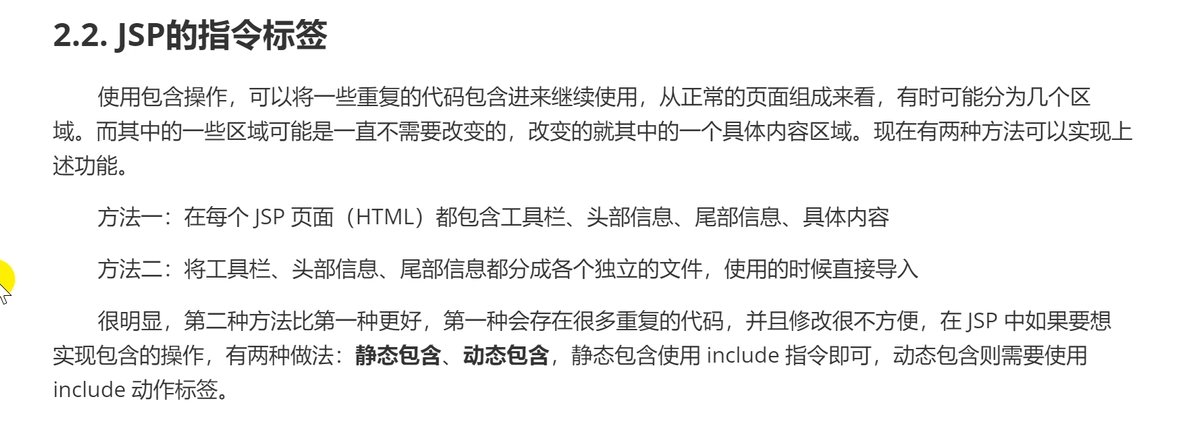 2.2. JSP的指令标签
使用包含操作，可以将一些重复的代码包含进来继续使用，从正常的页面组成来看，有时可能分为几个区
域。而其中的一些区域可能是一直不需要改变的，改变的就其中的一个具体内容区域。现在有两种方法可以实现上
述功能。
方法一：在每个 JSP 页面（HTML）都包含工具栏、头部信息、尾部信息、具体内容
方法二：将工具栏、头部信息、尾部信息都分成各个独立的文件，使用的时候直接导入
很明显，第二种方法比第一种更好，第一种会存在很多重复的代码，并且修改很不方便，在 JSP 中如果要想
实现包含的操作，有两种做法：静态包含、动态包含，静态包含使用 include 指令即可，动态包含则需要使用
include 动作标签。